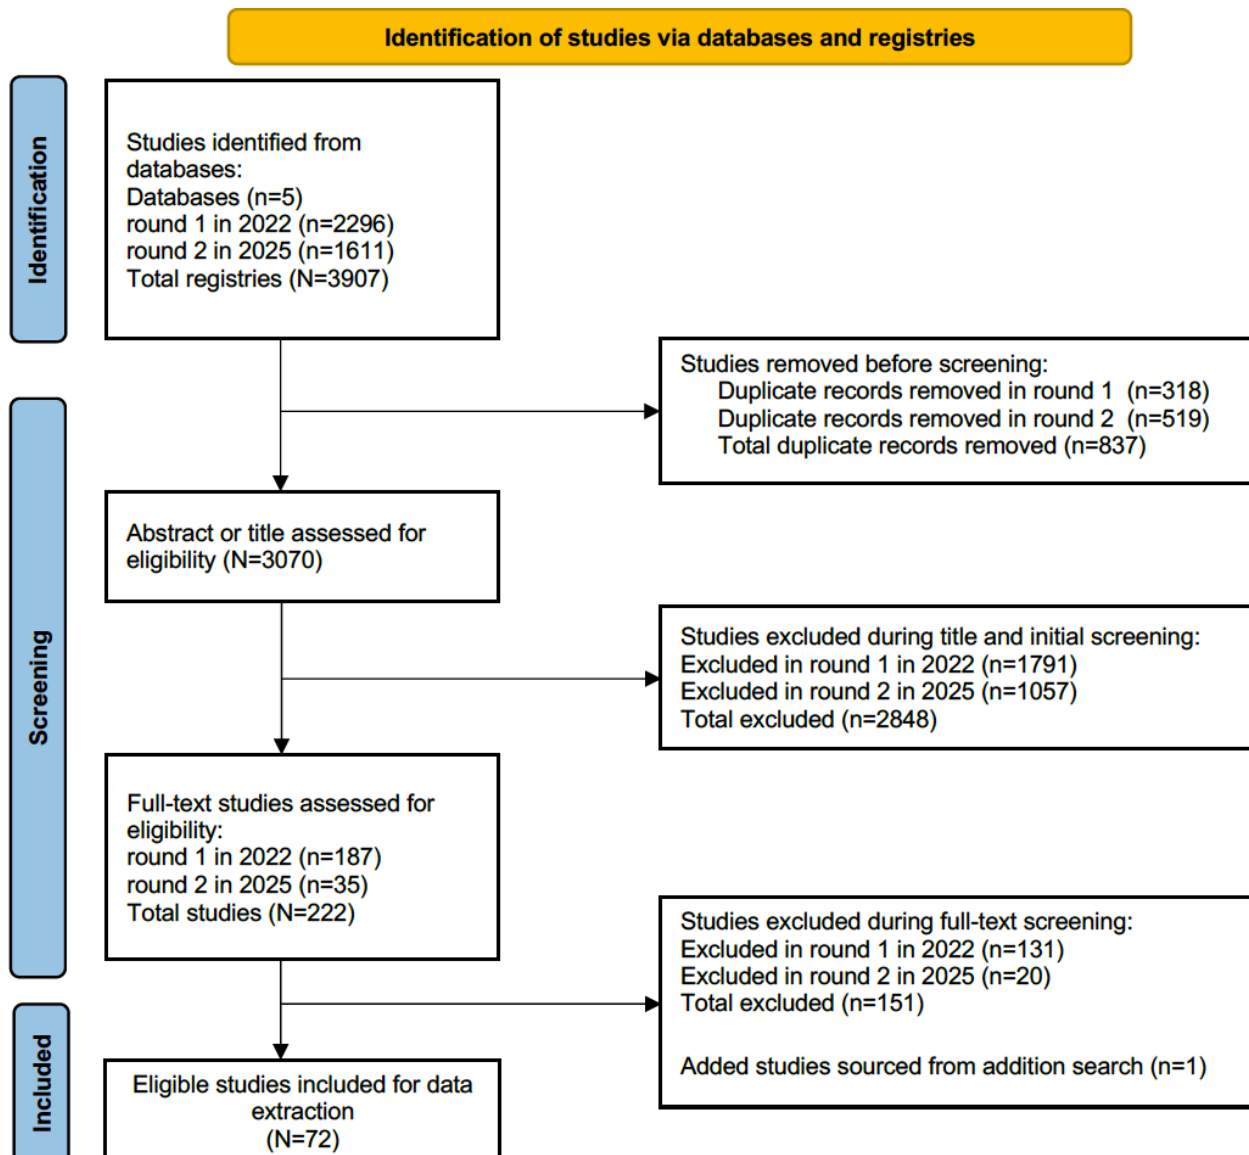 Identification of studies via databases and registries
Identification
Studies identified from
databases:
Databases (n=5)
round 1 in 2022 (n=2296)
round 2 in 2025 (n=1611)
Total registries (N=3907)
Studies removed before screening:
Duplicate records removed in round 1  (n=318)
Duplicate records removed in round 2  (n=519)
Total duplicate records removed (n=837)
Screening
Abstract or title assessed for
eligibility (N=3070)
Studies excluded during title and initial screening:
Excluded in round 1 in 2022 (n=1791)
Excluded in round 2 in 2025 (n=1057)
Total excluded (n=2848)
Full-text studies assessed for
eligibility:
round 1 in 2022 (n=187)
round 2 in 2025 (n=35)
Total studies (N=222)
Studies excluded during full-text screening:
Excluded in round 1 in 2022 (n=131)
Excluded in round 2 in 2025 (n=20)
Total excluded (n=151)
Added studies sourced from addition search (n=1)
Included
Eligible studies included for data
extraction
(N=72)